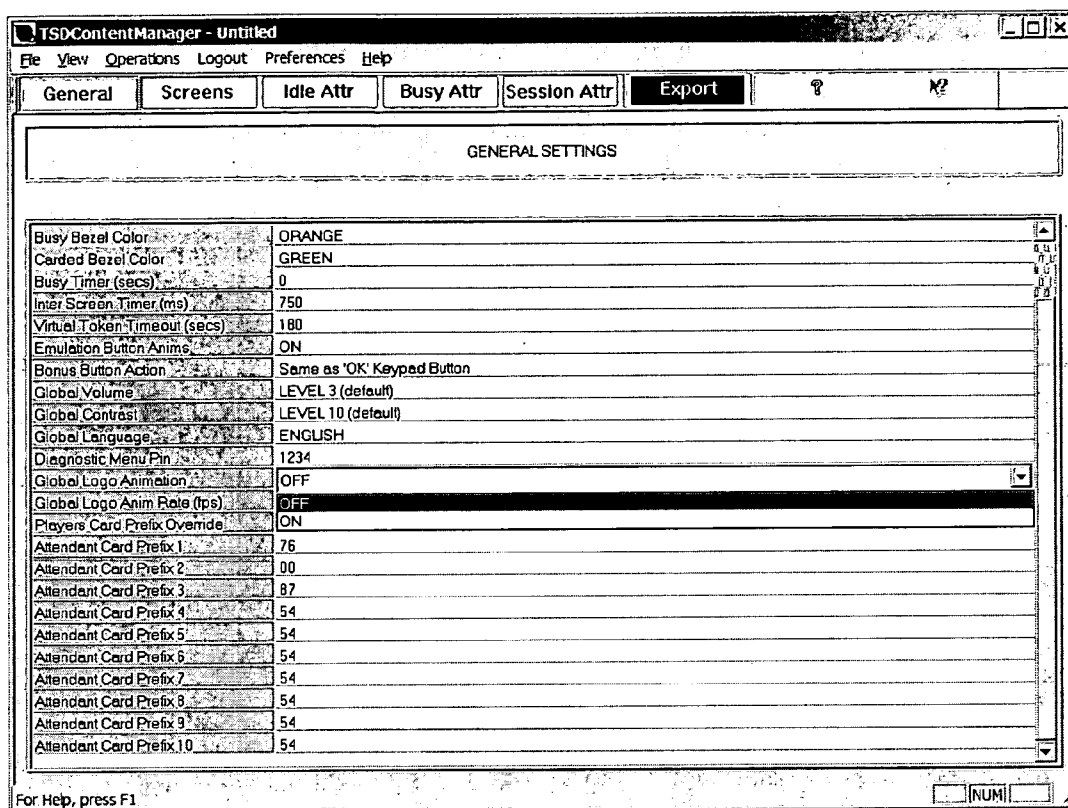 TSDContentManager - Untitled
File View Operations Logout Preferences Help
General Screens Idle Attr Busy Attr Session Attr Export ? ?
GENERAL SETTINGS
Busy Bezel Color ORANGE
Carded Bezel Color GREEN
Busy Timer (secs) 0
Inter Screen Timer (ms) 750
Virtual Token Timeout (secs) 180
Emulation Button Anims ON
Bonus Button Action Same as 'OK' Keypad Button
Global Volume LEVEL 3 (default)
Global Contrast LEVEL 10 (default)
Global Language ENGLISH
Diagnostic Menu Pin 1234
Global Logo Animation OFF
Global Logo Anim Rate (fps) OFF
Players Card Prefix Override ON
Attendant Card Prefix 1 76
Attendant Card Prefix 2 00
Attendant Card Prefix 3 87
Attendant Card Prefix 4 54
Attendant Card Prefix 5 54
Attendant Card Prefix 6 54
Attendant Card Prefix 7 54
Attendant Card Prefix 8 54
Attendant Card Prefix 9 54
Attendant Card Prefix 10 54
For Help, press F1 NUM